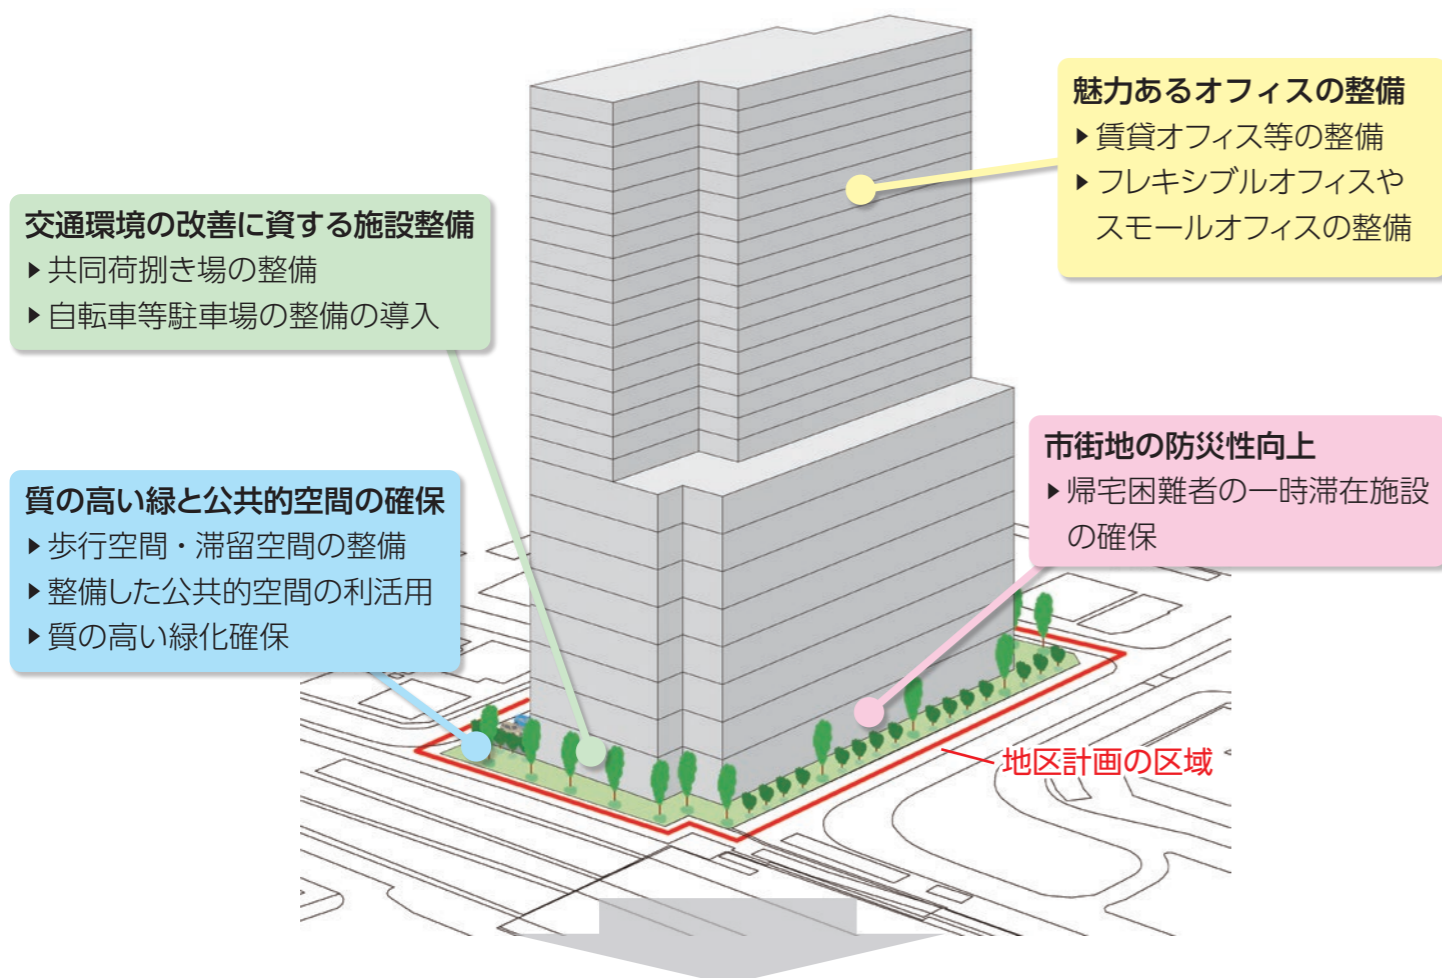 魅力あるオフィスの整備
▶賃貸オフィス等の整備
▶フレキシブルオフィスや
スモールオフィスの整備
交通環境の改善に資する施設整備
▶共同荷捌き場の整備
▶自転車等駐車場の整備の導入
市街地の防災性向上
▶帰宅困難者の一時滞在施設
の確保
質の高い緑と公共的空間の確保
▶歩行空間・滞留空間の整備
▶整備した公共的空間の利活用
▶質の高い緑化確保
地区計画の区域